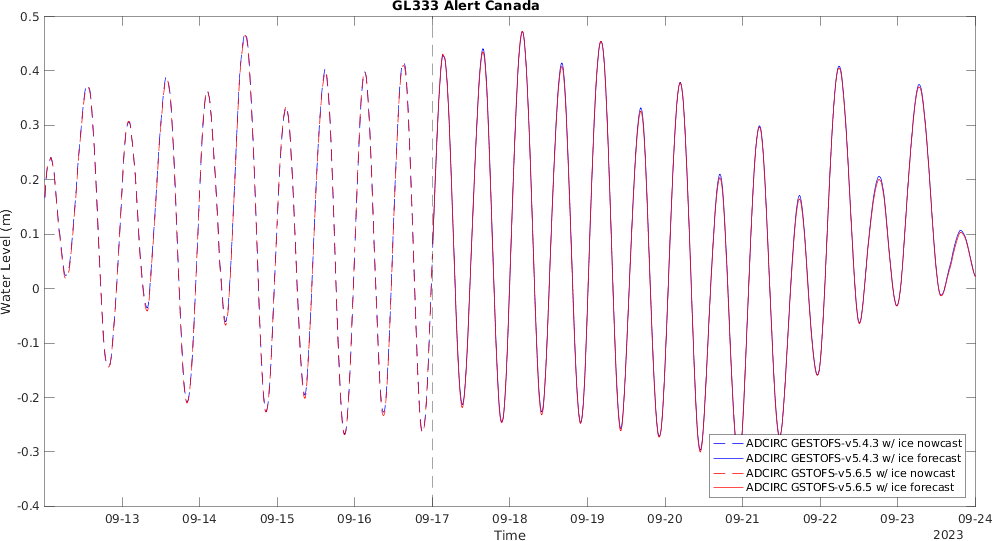 GL333 Alert Canada
0.5
0.4
0.3
0.2
0.1
0
-0.1
-0.2
-0.3
-0.4
Water Level (m)
ADCIRC GESTOFS-v5.4.3 w/ ice nowcast
ADCIRC GESTOFS-v5.4.3 w/ ice forecast
ADCIRC GSTOFS-v5.6.5 w/ ice nowcast
ADCIRC GSTOFS-v5.6.5 w/ ice forecast
09-13 09-14 09-15 09-16 09-17 09-18 09-19 09-20 09-21 09-22 09-23 09-24
Time
2023